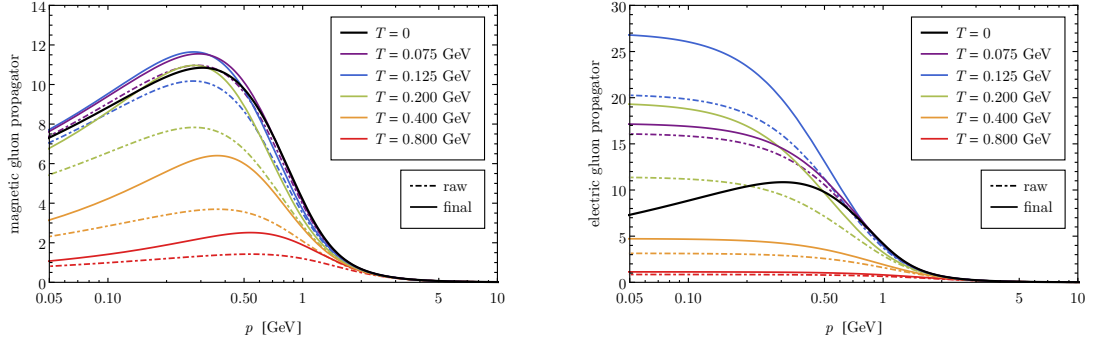 magnetic gluon propagator
14
12
10
8
6
4
2
0
0.05
0.10
0.50
1
5
10
p [GeV]
T = 0
T = 0.075 GeV
T = 0.125 GeV
T = 0.200 GeV
T = 0.400 GeV
T = 0.800 GeV
raw
final
electric gluon propagator
30
25
20
15
10
5
0
0.05
0.10
0.50
1
5
10
p [GeV]
T = 0
T = 0.075 GeV
T = 0.125 GeV
T = 0.200 GeV
T = 0.400 GeV
T = 0.800 GeV
raw
final